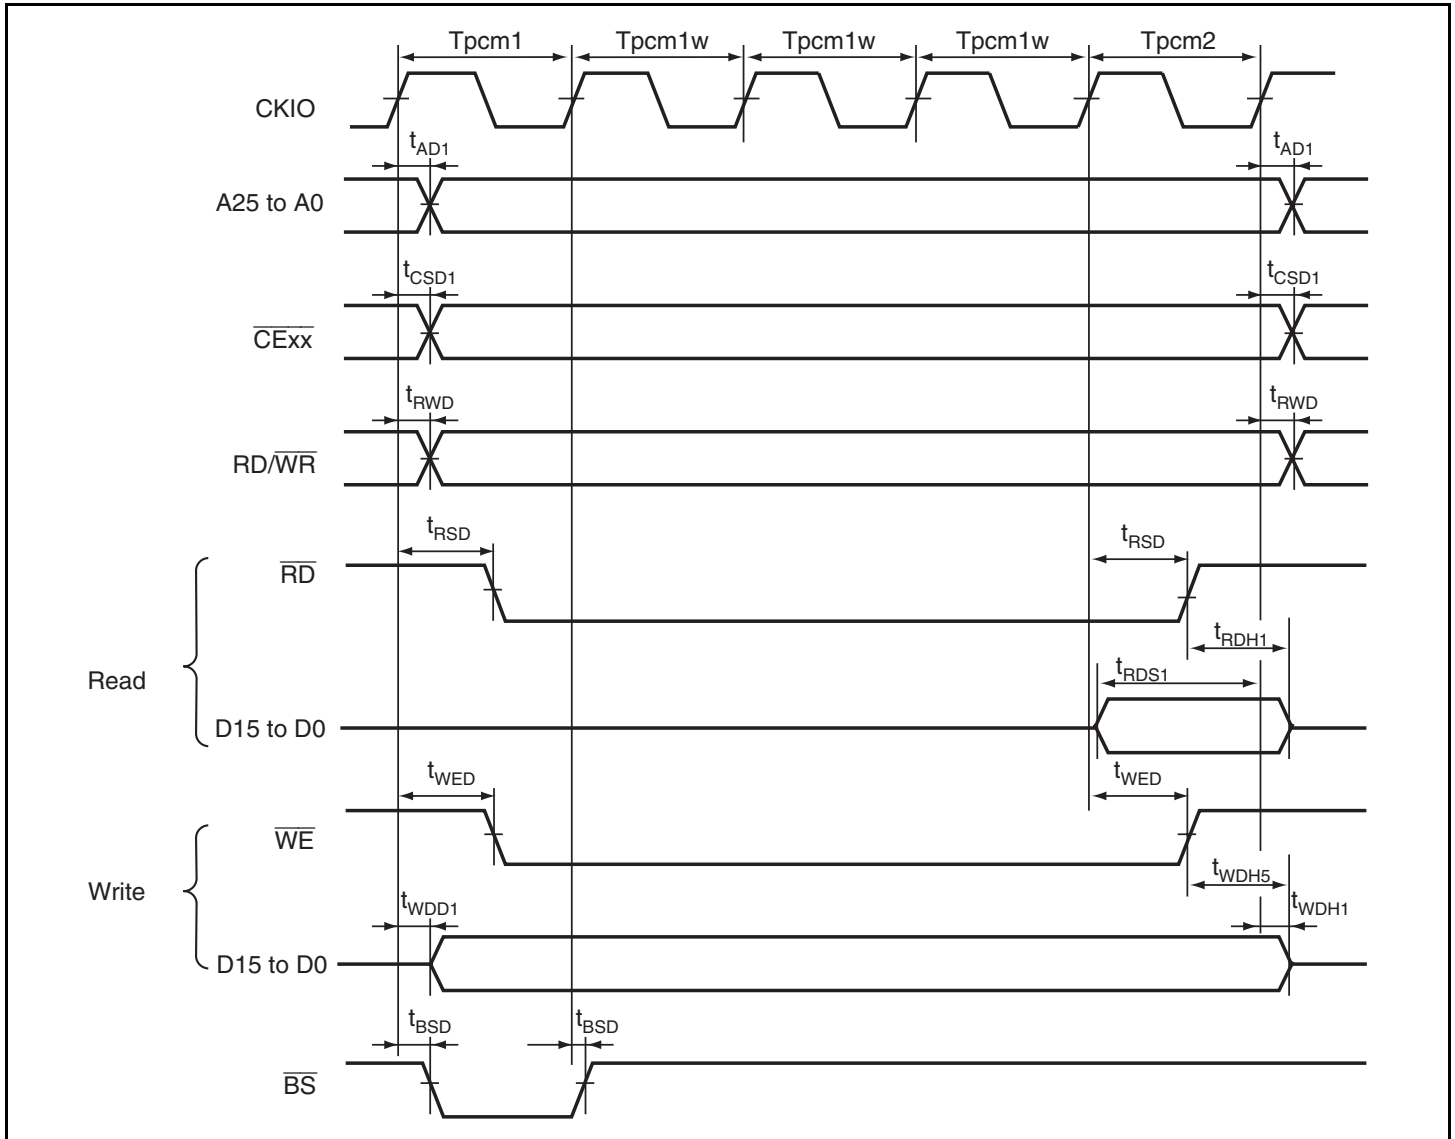 Tpcm1 Tpcm1w Tpcm1w Tpcm1w Tpcm2
CKIO
tAD1 tAD1
A25 to A0
tCSD1 tCSD1
CExx
tRWD tRWD
RD/WR
tRSD tRSD
RD
tRDH1
Read
tRDS1
D15 to D0
tWED tWED
WE
tWDH5
Write
tWDD1 tWDH1
D15 to D0
tBSD tBSD
BS